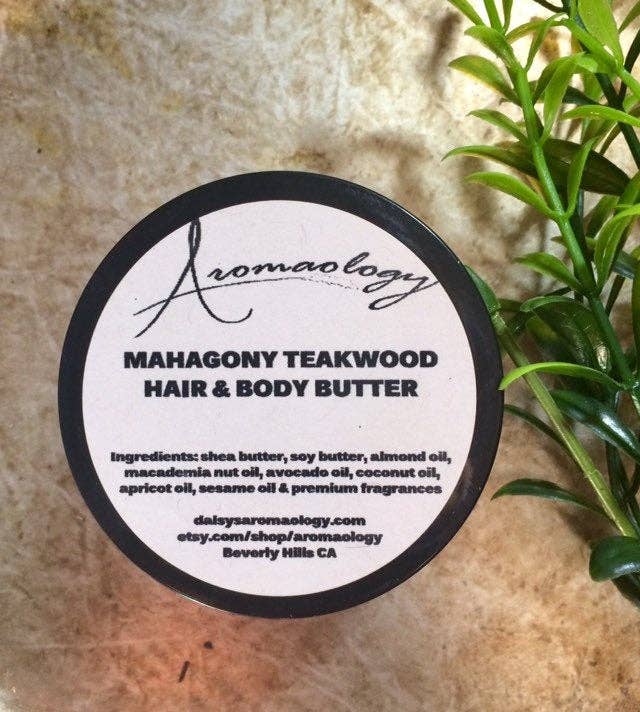 Aromaology
MAHAGONY TEAKWOOD
HAIR & BODY BUTTER
Ingredients: shea butter, soy butter, almond oil,
macademia nut oil, avocado oil, coconut oil,
apricot oil, sesame oil & premium fragrances
daisysaromaology.com
etsy.com/shop/aromaology
Beverly Hills CA